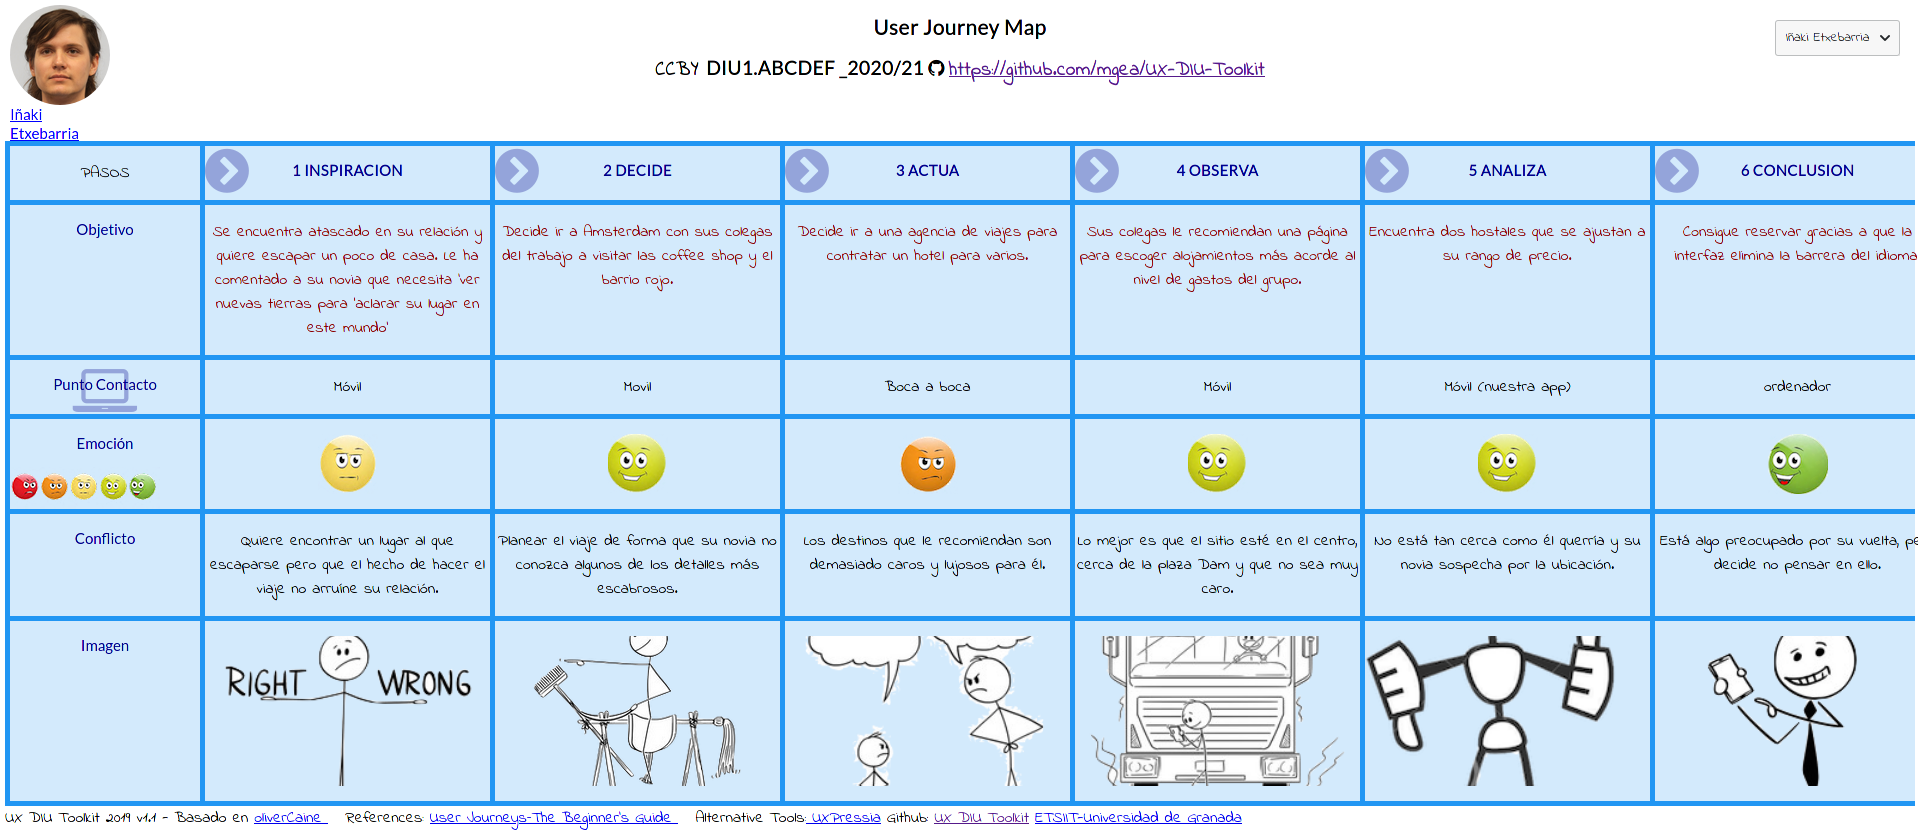 User Journey Map
Iñaki Etxebarria
CCBY DIU1.ABCDEF _2020/21 https://github.com/mgea/UX-DIU-Toolkit
Iñaki
Etxebarria
PASOS
1 INSPIRACION
2 DECIDE
3 ACTUA
4 OBSERVA
5 ANALIZA
6 CONCLUSION
Objetivo
Se encuentra atascado en su relación y
quiere escapar un poco de casa. Le ha
comentado a su novia que necesita 'ver
nuevas tierras para 'aclarar su lugar en
este mundo'
Decide ir a Amsterdam con sus colegas
del trabajo a visitar las coffee shop y el
barrio rojo.
Decide ir a una agencia de viajes para
contratar un hotel para varios.
Sus colegas le recomiendan una página
para escoger alojamientos más acorde al
nivel de gastos del grupo.
Encuentra dos hostales que se ajustan a
su rango de precio.
Consigue reservar gracias a que la
interfaz elimina la barrera del idioma
Punto Contacto
Móvil
Movil
Boca a boca
Móvil
Móvil (nuestra app)
ordenador
Emoción
Conflicto
Quiere encontrar un lugar al que
escaparse pero que el hecho de hacer el
viaje no arruíne su relación.
Planear el viaje de forma que su novia no
conozca algunos de los detalles más
escabrosos.
Los destinos que le recomiendan son
demasiado caros y lujosos para él.
Lo mejor es que el sitio esté en el centro,
cerca de la plaza Dam y que no sea muy
caro.
No está tan cerca como él querría y su
novia sospecha por la ubicación.
Está algo preocupado por su vuelta, pe
decide no pensar en ello.
Imagen
RIGHT WRONG
UX DIU Toolkit 2019 v1.1 - Basado en oliverCaine References: User Journeys-The Beginner's Guide Alternative Tools: UXPressia Github: UX DIU Toolkit ETSIIT-Universidad de Granada